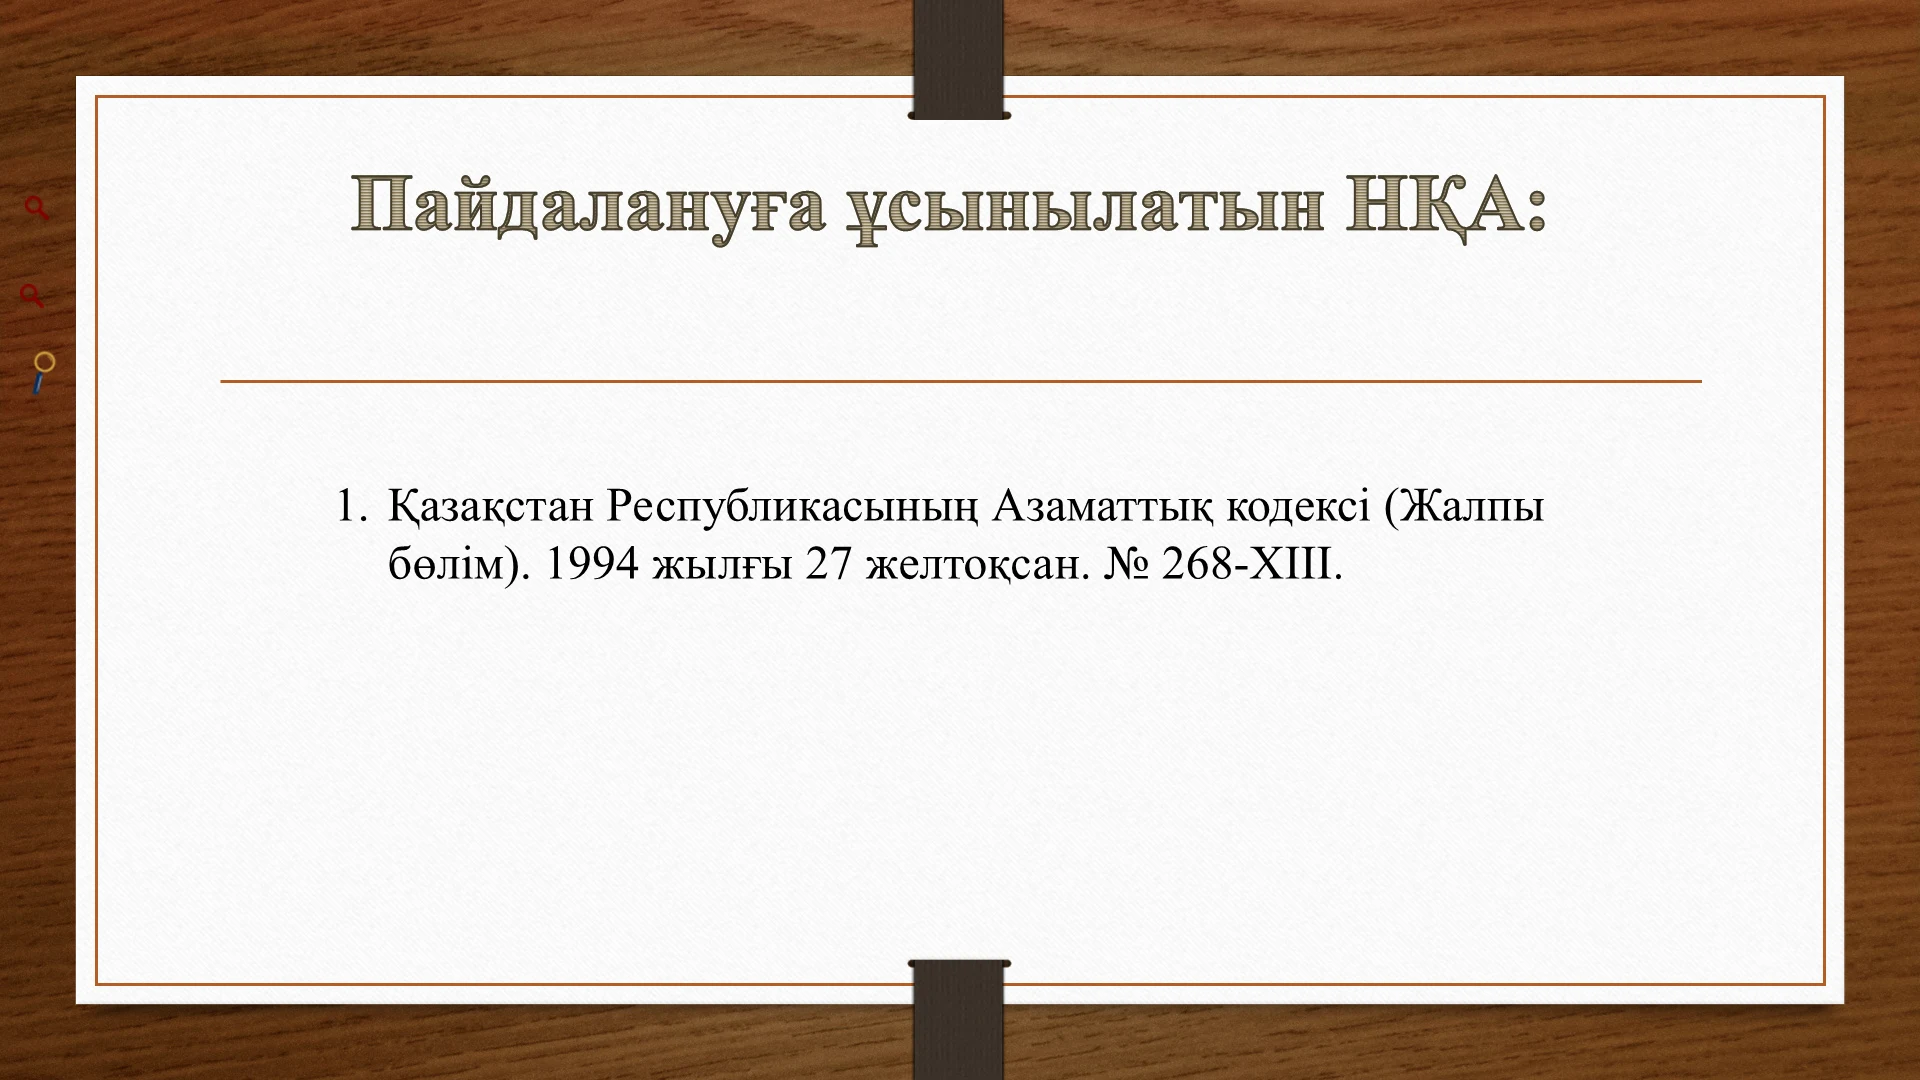 Пайдалануға ұсынылатын НҚА:
1. Қазақстан Республикасының Азаматтық кодексі (Жалпы
бөлім). 1994 жылғы 27 желтоқсан. № 268-XIII.